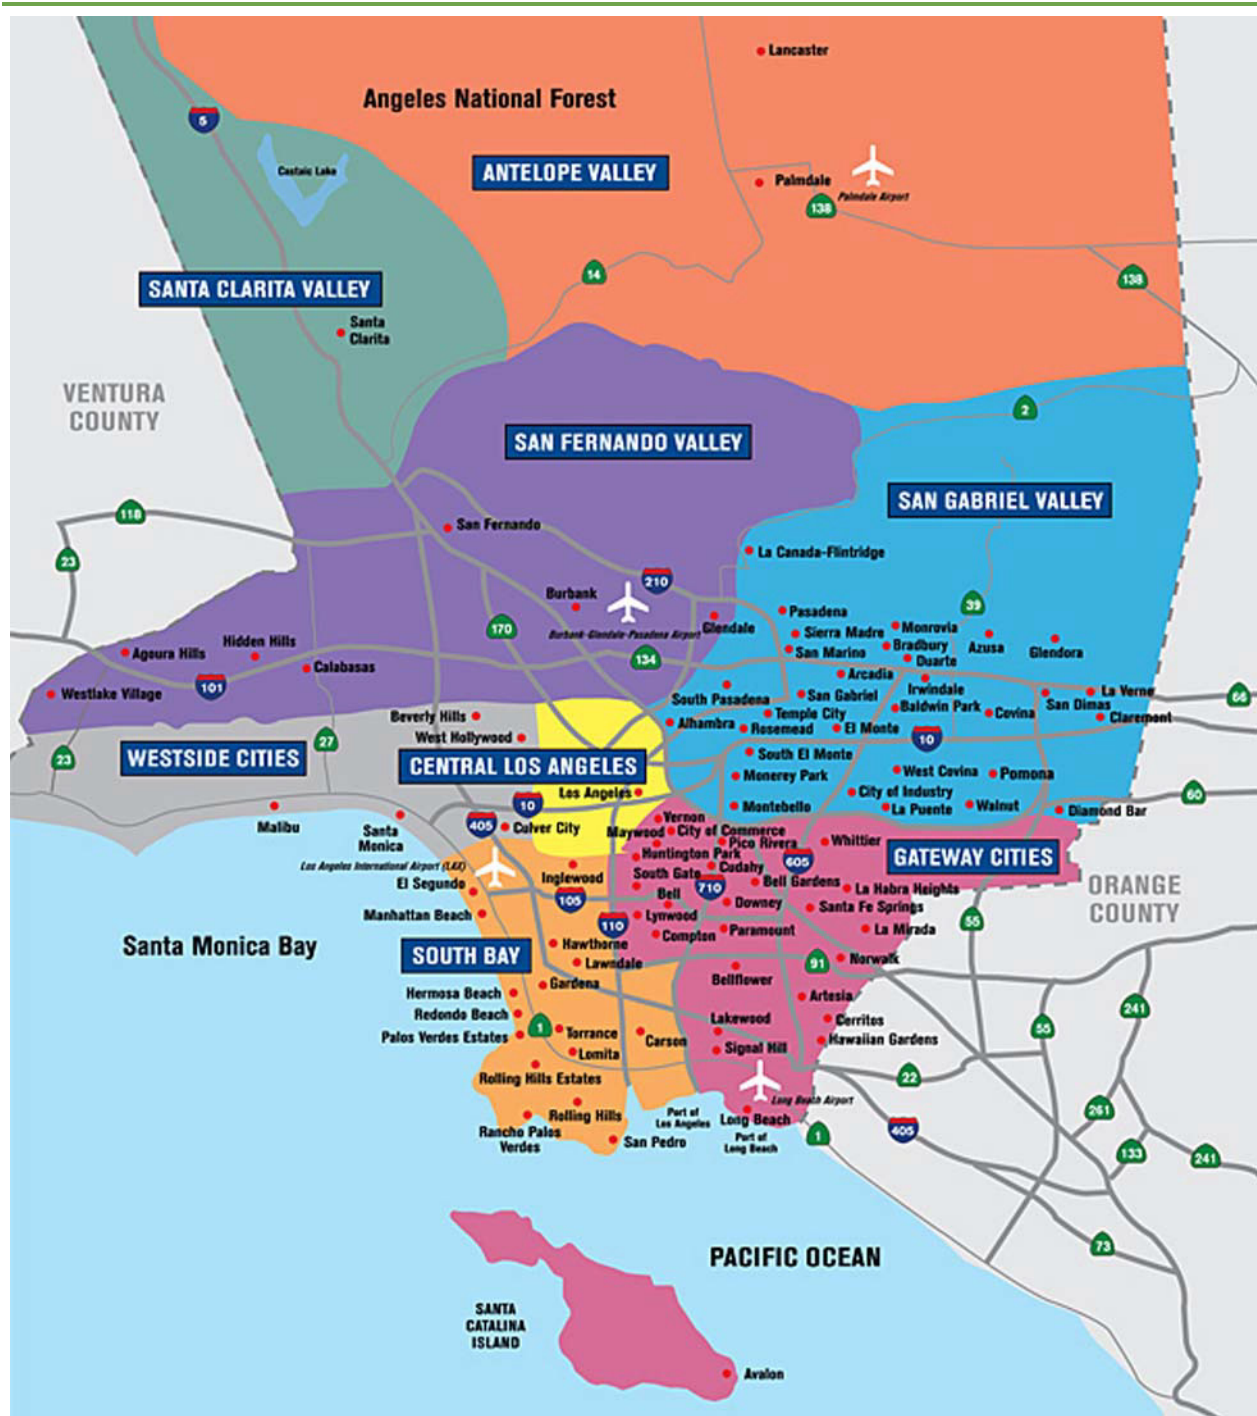 Lancaster
Angeles National Forest
5
Castaic Lake
ANTELOPE VALLEY
Palmdale
Palmdale Airport
138
14
138
SANTA CLARITA VALLEY
Santa
Clarita
VENTURA
COUNTY
2
SAN FERNANDO VALLEY
SAN GABRIEL VALLEY
118
San Fernando
23
La Canada-Flintridge
210
Burbank
39
Burbank-Glendale-Pasadena Airport
Glendale
Pasadena
170
Sierra Madre
Monrovia
Hidden Hills
Agoura Hills
Bradbury
Azusa
Glendora
San Marino
Duarte
134
Calabasas
Arcadia
101
Westlake Village
Irwindale
South Pasadena
San Gabriel
La Verne
66
Baldwin Park
San Dimas
Beverly Hills
Temple City
Covina
Claremont
Alhambra
Rosemead
El Monte
West Hollywood
10
27
23
WESTSIDE CITIES
CENTRAL LOS ANGELES
South El Monte
Monerey Park
West Covina
Pomona
Los Angeles
City of Industry
60
10
Malibu
Montebello
La Puente
Walnut
Diamond Bar
405
Culver City
Santa
Monica
Vernon
Maywood
City of Commerce
Pico Rivera
Whittier
Huntington Park
605
GATEWAY CITIES
Los Angeles International Airport (LAX)
Inglewood
South Gate
Cudahy
El Segundo
710
Bell Gardens
La Habra Heights
ORANGE
COUNTY
105
Bell
Downey
Santa Fe Springs
Manhattan Beach
Lynwood
110
55
Compton
Paramount
La Mirada
Santa Monica Bay
SOUTH BAY
Hawthorne
Lawndale
91
Norwalk
Gardena
Bellflower
Hermosa Beach
Artesia
241
Redondo Beach
Lakewood
Cerritos
Palos Verdes Estates
1
Torrance
Carson
55
Hawaiian Gardens
Lomita
Signal Hill
Rolling Hills Estates
22
Long Beach Airport
Rolling Hills
Port of
Los Angeles
Long Beach
261
Rancho Palos
Verdes
San Pedro
Port of
Long Beach
1
405
133
241
73
PACIFIC OCEAN
SANTA
CATALINA
ISLAND
Avalon